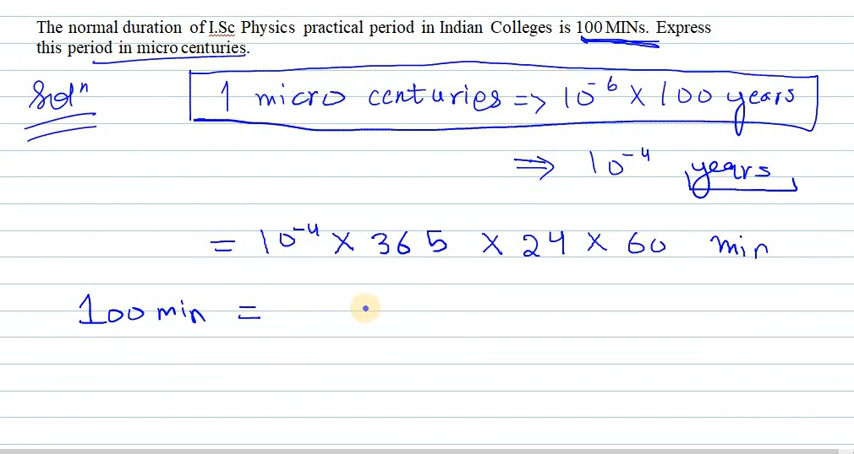 The normal duration of I.Sc Physics practical period in Indian Colleges is 100 MINs. Express
this period in micro centuries.
Solⁿ 1 micro centuries => 10⁻⁶ × 100 years
=> 10⁻⁴ years
= 10⁻⁴ × 365 × 24 × 60 min
100 min =